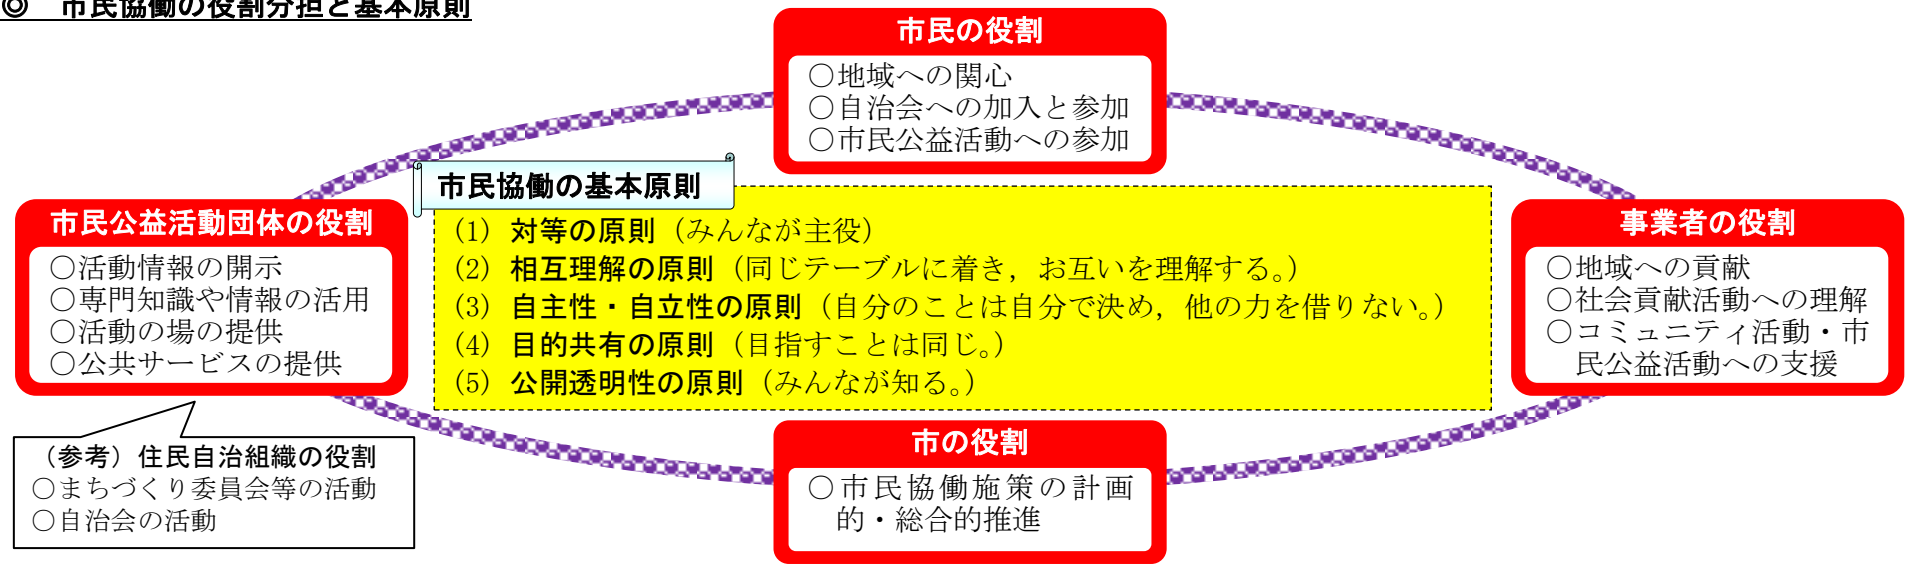 ◎　市民協働の役割分担と基本原則
市民の役割
○地域への関心
○自治会への加入と参加
○市民公益活動への参加
市民協働の基本原則
(1) 対等の原則（みんなが主役）
(2) 相互理解の原則（同じテーブルに着き，お互いを理解する。）
(3) 自主性・自立性の原則（自分のことは自分で決め，他の力を借りない。）
(4) 目的共有の原則（目指すことは同じ。）
(5) 公開透明性の原則（みんなが知る。）
市民公益活動団体の役割
○活動情報の開示
○専門知識や情報の活用
○活動の場の提供
○公共サービスの提供
事業者の役割
○地域への貢献
○社会貢献活動への理解
○コミュニティ活動・市
民公益活動への支援
（参考）住民自治組織の役割
○まちづくり委員会等の活動
○自治会の活動
市の役割
○市民協働施策の計画
的・総合的推進